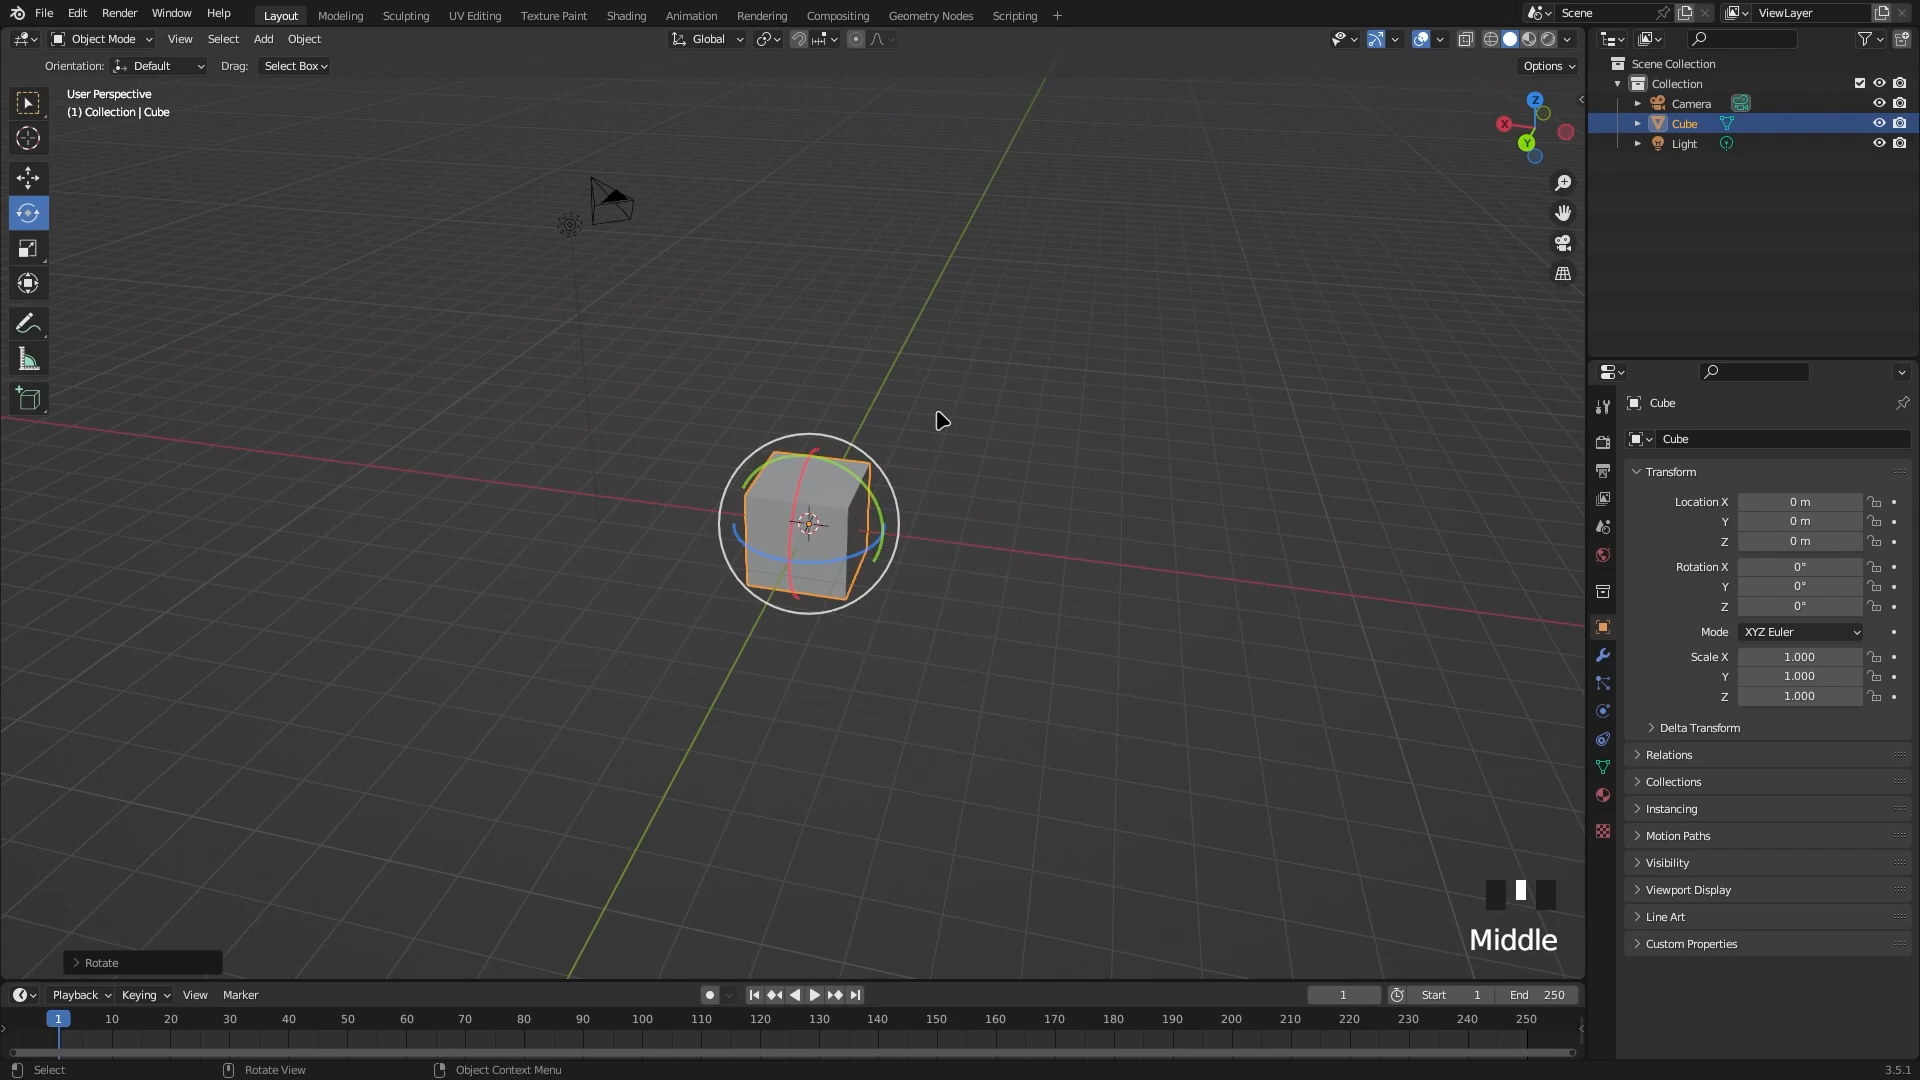 File Edit Render Window Help Layout Modeling Sculpting UV Editing Texture Paint Shading Animation Rendering Compositing Geometry Nodes Scripting Scene ViewLayer
Object Mode View Select Add Object Global
Orientation: Default Drag: Select Box Options
User Perspective
(1) Collection | Cube
Z
X
Y
Scene Collection
Collection
Camera
Cube
Light
Cube
Cube
Transform
Location X 0 m
Y 0 m
Z 0 m
Rotation X 0°
Y 0°
Z 0°
Mode XYZ Euler
Scale X 1.000
Y 1.000
Z 1.000
Delta Transform
Relations
Collections
Instancing
Motion Paths
Visibility
Viewport Display
Line Art
Custom Properties
Middle
Rotate
Playback Keying View Marker 1 Start 1 End 250
1 10 20 30 40 50 60 70 80 90 100 110 120 130 140 150 160 170 180 190 200 210 220 230 240 250
Select Rotate View Object Context Menu 3.5.1